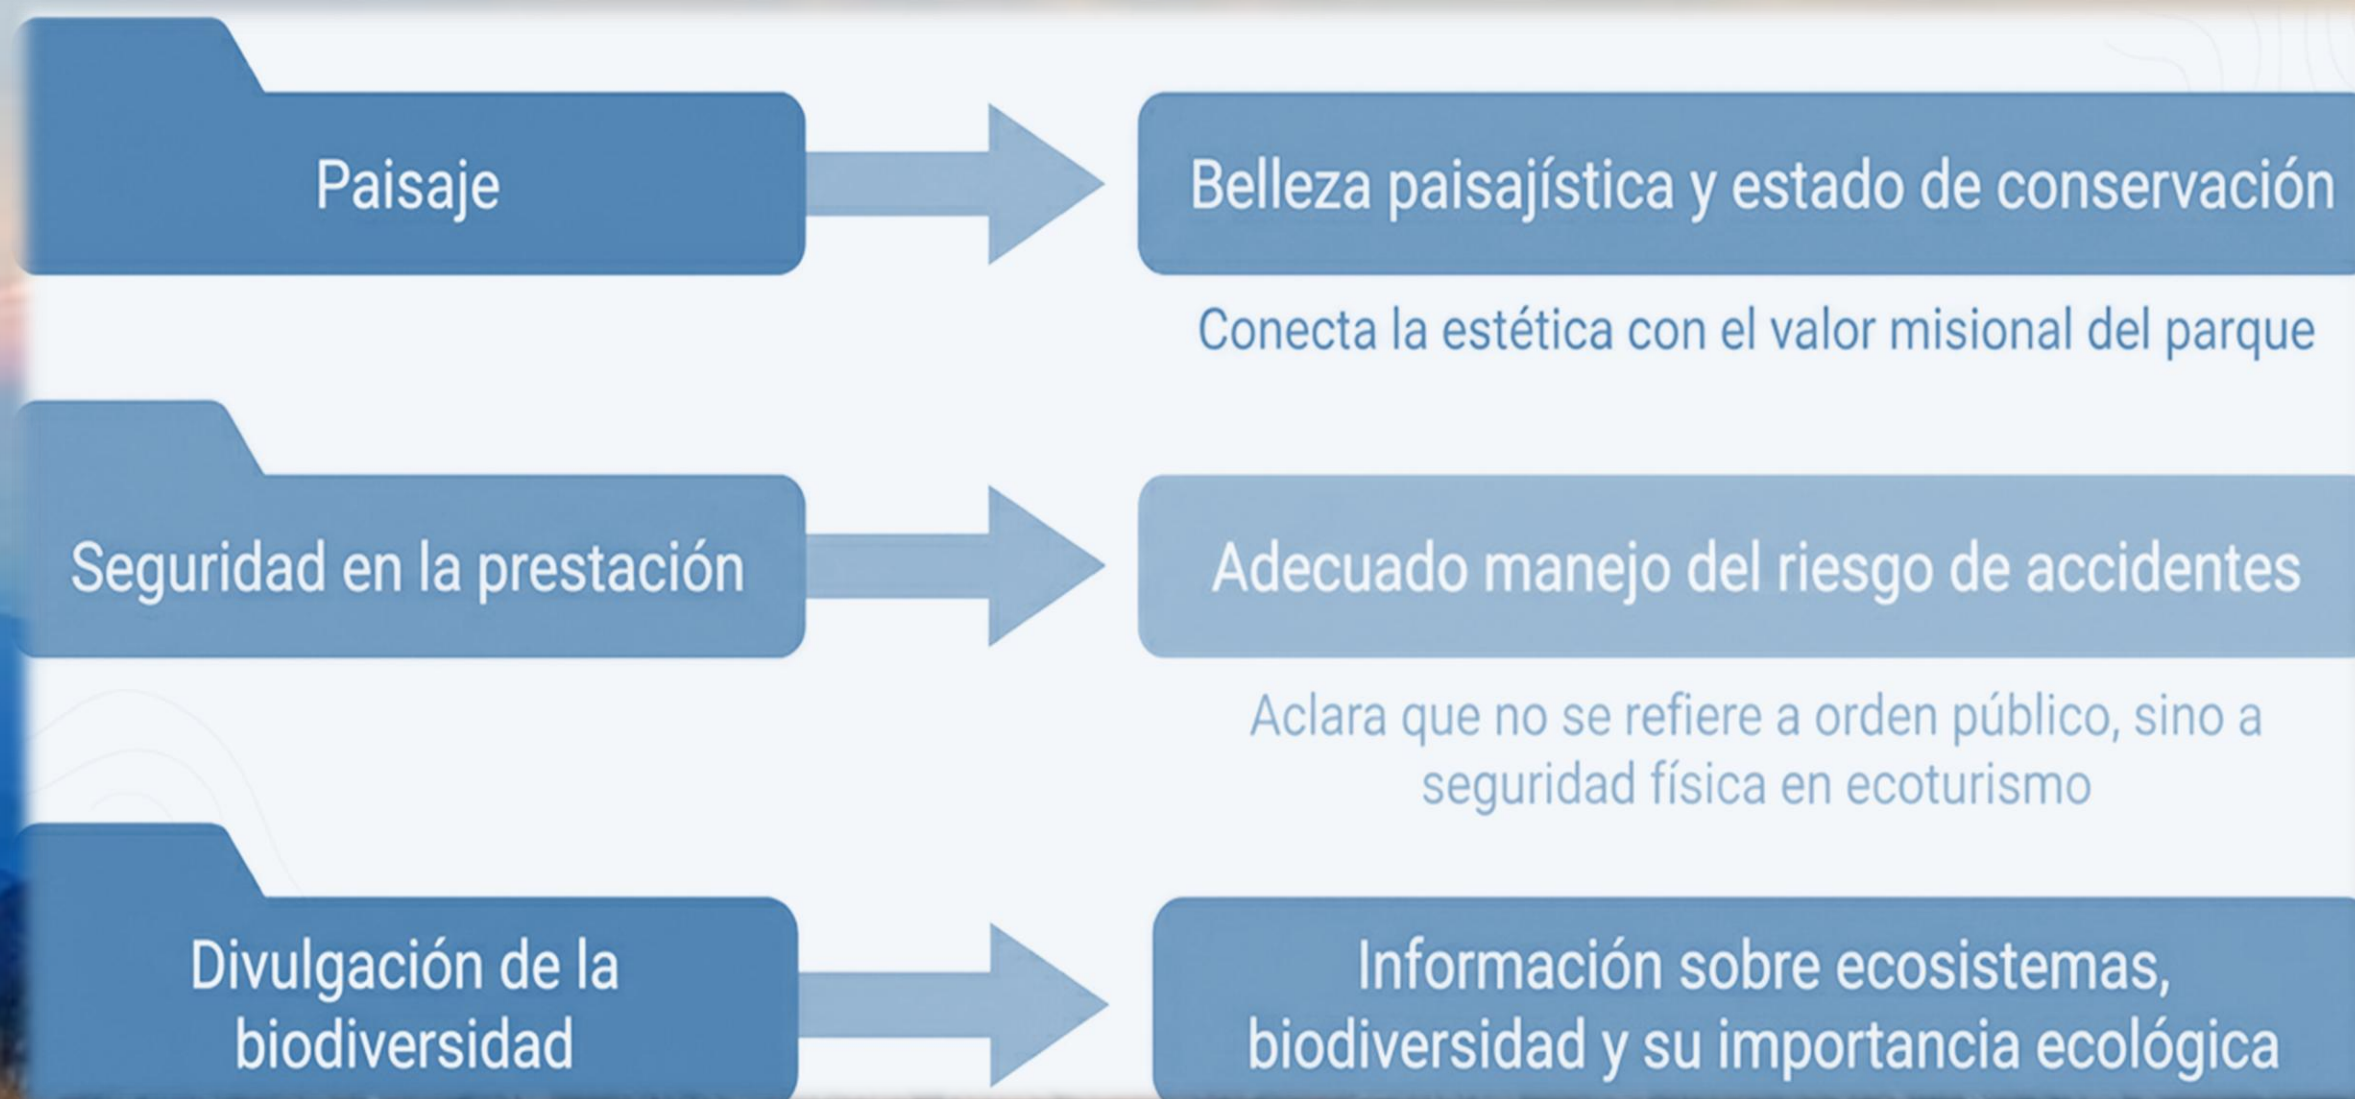 Paisaje
Belleza paisajística y estado de conservación
Conecta la estética con el valor misional del parque
Seguridad en la prestación
Adecuado manejo del riesgo de accidentes
Aclara que no se refiere a orden público, sino a
seguridad física en ecoturismo
Divulgación de la
biodiversidad
Información sobre ecosistemas,
biodiversidad y su importancia ecológica